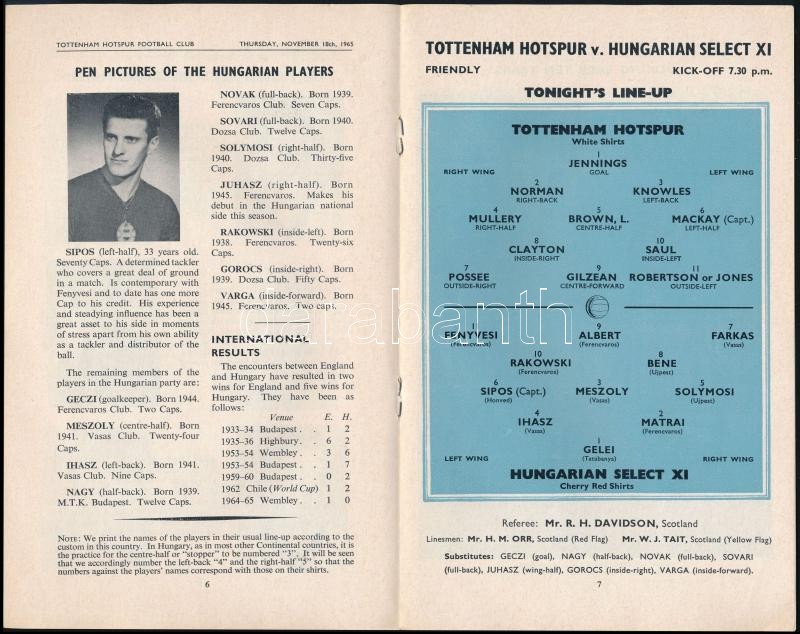 TOTTENHAM HOTSPUR FOOTBALL CLUB THURSDAY, NOVEMBER 18th, 1965
PEN PICTURES OF THE HUNGARIAN PLAYERS
SIPOS (left-half), 33 years old.
Seventy Caps. A determined tackler
who covers a great deal of ground
in a match. Is contemporary with
Fenyvesi and to date has one more
Cap to his credit. His experience
and steadying influence has been a
great asset to his side in moments
of stress apart from his own ability
as a tackler and distributor of the
ball.
The remaining members of the
players in the Hungarian party are:
GECZI (goalkeeper). Born 1944.
Ferencvaros Club. Two Caps.
MESZOLY (centre-half). Born
1941. Vasas Club. Twenty-four
Caps.
IHASZ (left-back). Born 1941.
Vasas Club. Nine Caps.
NAGY (half-back). Born 1939.
M.T.K. Budapest. Twelve Caps.
NOVAK (full-back). Born 1939.
Ferencvaros Club. Seven Caps.
SOVARI (full-back). Born 1940.
Dozsa Club. Twelve Caps.
SOLYMOSI (right-half). Born
1940. Dozsa Club. Thirty-five
Caps.
JUHASZ (right-half). Born
1945. Ferencvaros. Makes his
debut in the Hungarian national
side this season.
RAKOWSKI (inside-left). Born
1938. Ferencvaros. Twenty-six
Caps.
GOROCS (inside-right). Born
1939. Dozsa Club. Fifty Caps.
VARGA (inside-forward). Born
1945. Ferencvaros. Two caps.
INTERNATIONAL
RESULTS
The encounters between England
and Hungary have resulted in two
wins for England and five wins for
Hungary. They have been as
follows:
Venue E. H.
1933–34 Budapest . . 1 2
1935–36 Highbury. . 6 2
1953–54 Wembley . . 3 6
1953–54 Budapest . . 1 7
1959–60 Budapest . . 0 2
1962 Chile (World Cup) 1 2
1964–65 Wembley . . 1 0
NOTE: We print the names of the players in their usual line-up according to the
custom in this country. In Hungary, as in most other Continental countries, it is
the practice for the centre-half or "stopper" to be numbered "3". It will be seen
that we accordingly number the left-back "4" and the right-half "5" so that the
numbers against the players' names correspond with those on their shirts.
6
TOTTENHAM HOTSPUR v. HUNGARIAN SELECT XI
FRIENDLY KICK-OFF 7.30 p.m.
TONIGHT'S LINE-UP
TOTTENHAM HOTSPUR
White Shirts
1
JENNINGS
GOAL
RIGHT WING LEFT WING
2 3
NORMAN KNOWLES
RIGHT-BACK LEFT-BACK
4 5 6
MULLERY BROWN, L. MACKAY (Capt.)
RIGHT-HALF CENTRE-HALF LEFT-HALF
8 10
CLAYTON SAUL
INSIDE-RIGHT INSIDE-LEFT
7 9 11
POSSEE GILZEAN ROBERTSON or JONES
OUTSIDE-RIGHT CENTRE-FORWARD OUTSIDE-LEFT
1 9 7
FENYVESI ALBERT FARKAS
(Ferencvaros) (Ferencvaros) (Vasas)
10 8
RAKOWSKI BENE
(Ferencvaros) (Ujpest)
6 3 5
SIPOS (Capt.) MESZOLY SOLYMOSI
(Honved) (Vasas) (Ujpest)
4 2
IHASZ MATRAI
(Vasas) (Ferencvaros)
1
GELEI
(Tatabanya)
LEFT WING RIGHT WING
HUNGARIAN SELECT XI
Cherry Red Shirts
Referee: Mr. R. H. DAVIDSON, Scotland
Linesmen: Mr. H. M. ORR, Scotland (Red Flag) Mr. W. J. TAIT, Scotland (Yellow Flag)
Substitutes: GECZI (goal), NAGY (half-back), NOVAK (full-back), SOVARI
(full-back), JUHASZ (wing-half), GOROCS (inside-right), VARGA (inside-forward).
7
darabanth